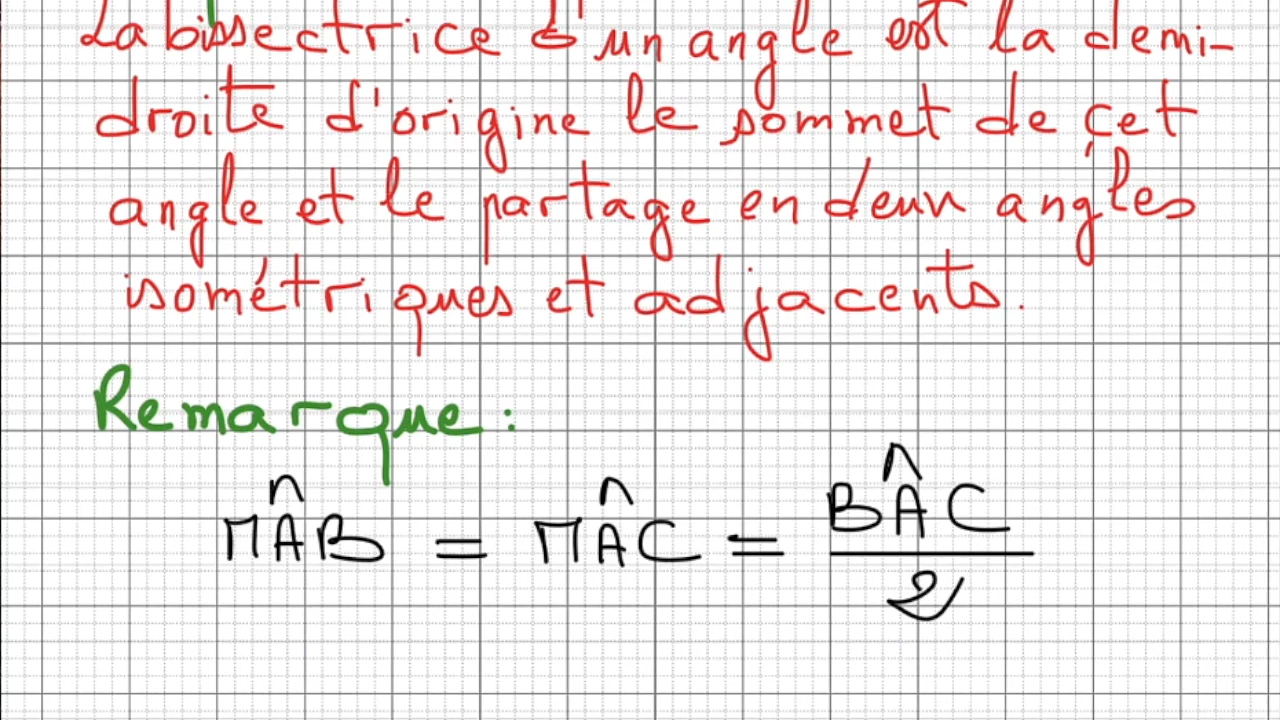 La bissectrice d'un angle est la demi-
droite d'origine le sommet de cet
angle et le partage en deux angles
isométriques et adjacents.
Remarque :
MÂB = MÂC = BÂC / 2